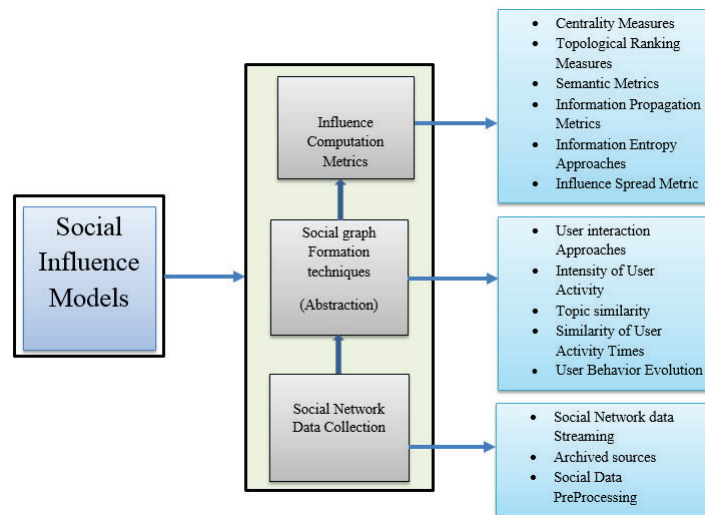 Social
Influence
Models
Influence
Computation
Metrics
Social graph
Formation
techniques
(Abstraction)
Social Network
Data Collection
• Centrality Measures
• Topological Ranking
Measures
• Semantic Metrics
• Information Propagation
Metrics
• Information Entropy
Approaches
• Influence Spread Metric
• User interaction
Approaches
• Intensity of User
Activity
• Topic similarity
• Similarity of User
Activity Times
• User Behavior Evolution
• Social Network data
Streaming
• Archived sources
• Social Data
PreProcessing